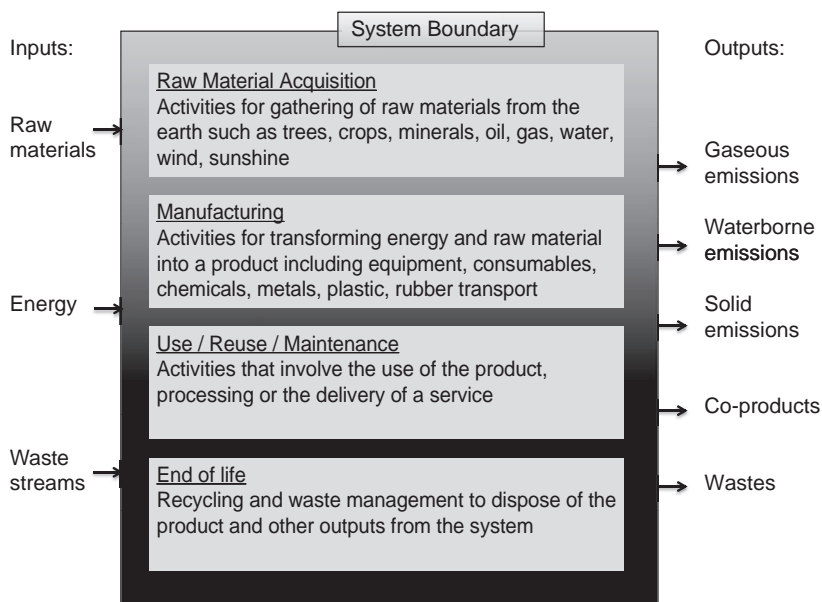 System Boundary
Inputs:
Raw
materials
Energy
Waste
streams
Raw Material Acquisition
Activities for gathering of raw materials from the
earth such as trees, crops, minerals, oil, gas, water,
wind, sunshine
Manufacturing
Activities for transforming energy and raw material
into a product including equipment, consumables,
chemicals, metals, plastic, rubber transport
Use / Reuse / Maintenance
Activities that involve the use of the product,
processing or the delivery of a service
End of life
Recycling and waste management to dispose of the
product and other outputs from the system
Outputs:
Gaseous
emissions
Waterborne
emissions
Solid
emissions
Co-products
Wastes